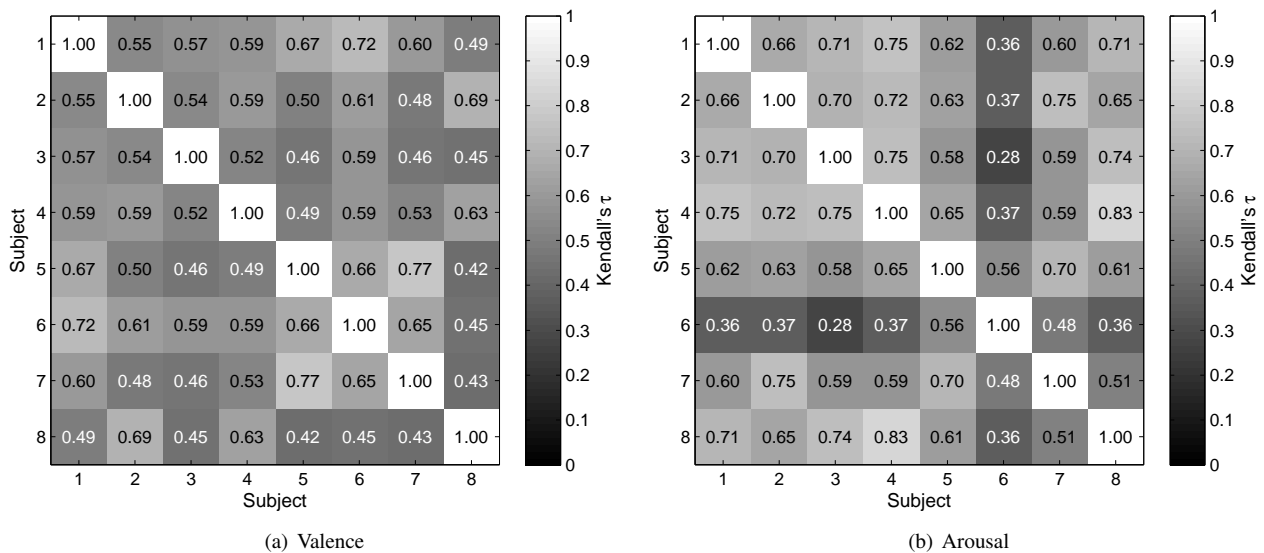 1 1.00 0.55 0.57 0.59 0.67 0.72 0.60 0.49
2 0.55 1.00 0.54 0.59 0.50 0.61 0.48 0.69
3 0.57 0.54 1.00 0.52 0.46 0.59 0.46 0.45
4 0.59 0.59 0.52 1.00 0.49 0.59 0.53 0.63
5 0.67 0.50 0.46 0.49 1.00 0.66 0.77 0.42
6 0.72 0.61 0.59 0.59 0.66 1.00 0.65 0.45
7 0.60 0.48 0.46 0.53 0.77 0.65 1.00 0.43
8 0.49 0.69 0.45 0.63 0.42 0.45 0.43 1.00
1 2 3 4 5 6 7 8
Subject
Subject
1
0.9
0.8
0.7
0.6
0.5
0.4
0.3
0.2
0.1
0
Kendall's τ
(a) Valence
1 1.00 0.66 0.71 0.75 0.62 0.36 0.60 0.71
2 0.66 1.00 0.70 0.72 0.63 0.37 0.75 0.65
3 0.71 0.70 1.00 0.75 0.58 0.28 0.59 0.74
4 0.75 0.72 0.75 1.00 0.65 0.37 0.59 0.83
5 0.62 0.63 0.58 0.65 1.00 0.56 0.70 0.61
6 0.36 0.37 0.28 0.37 0.56 1.00 0.48 0.36
7 0.60 0.75 0.59 0.59 0.70 0.48 1.00 0.51
8 0.71 0.65 0.74 0.83 0.61 0.36 0.51 1.00
1 2 3 4 5 6 7 8
Subject
Subject
1
0.9
0.8
0.7
0.6
0.5
0.4
0.3
0.2
0.1
0
Kendall's τ
(b) Arousal